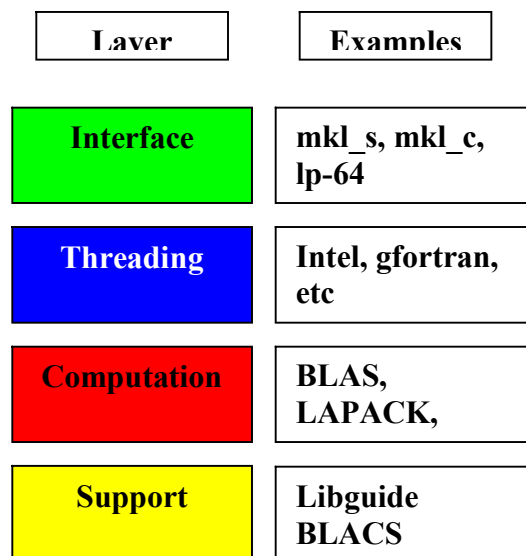 Layer
Examples
Interface
mkl_s, mkl_c,
lp-64
Threading
Intel, gfortran,
etc
Computation
BLAS,
LAPACK,
Support
Libguide
BLACS